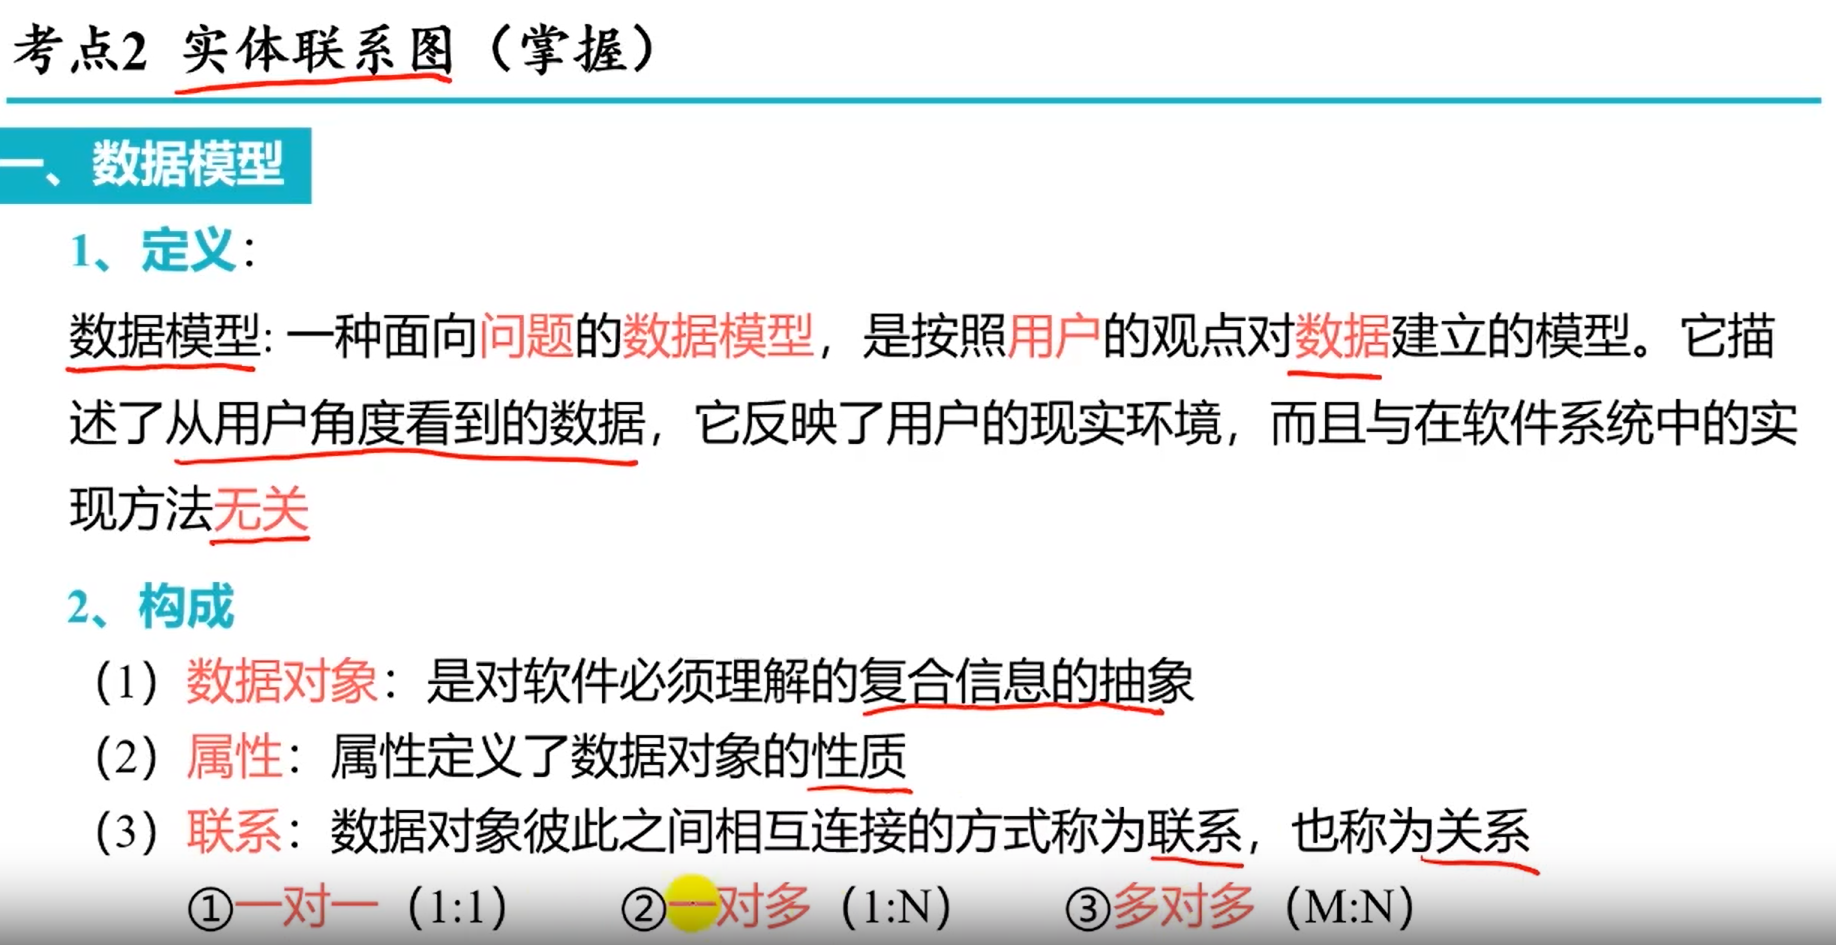 考点2 实体联系图（掌握）
一、数据模型
1、定义：
数据模型: 一种面向问题的数据模型，是按照用户的观点对数据建立的模型。它描
述了从用户角度看到的数据，它反映了用户的现实环境，而且与在软件系统中的实
现方法无关
2、构成
（1）数据对象：是对软件必须理解的复合信息的抽象
（2）属性：属性定义了数据对象的性质
（3）联系：数据对象彼此之间相互连接的方式称为联系，也称为关系
①一对一（1:1） ②一对多（1:N） ③多对多（M:N）